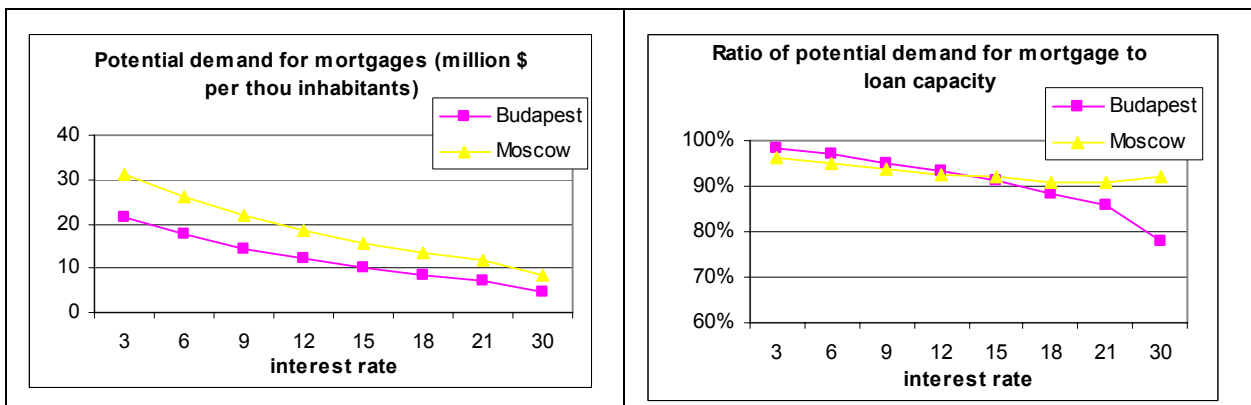 Potential demand for mortgages (million $
per thou inhabitants)
Budapest
Moscow
40
30
20
10
0
3 6 9 12 15 18 21 30
interest rate
Ratio of potential demand for mortgage to
loan capacity
Budapest
Moscow
100%
90%
80%
70%
60%
3 6 9 12 15 18 21 30
interest rate